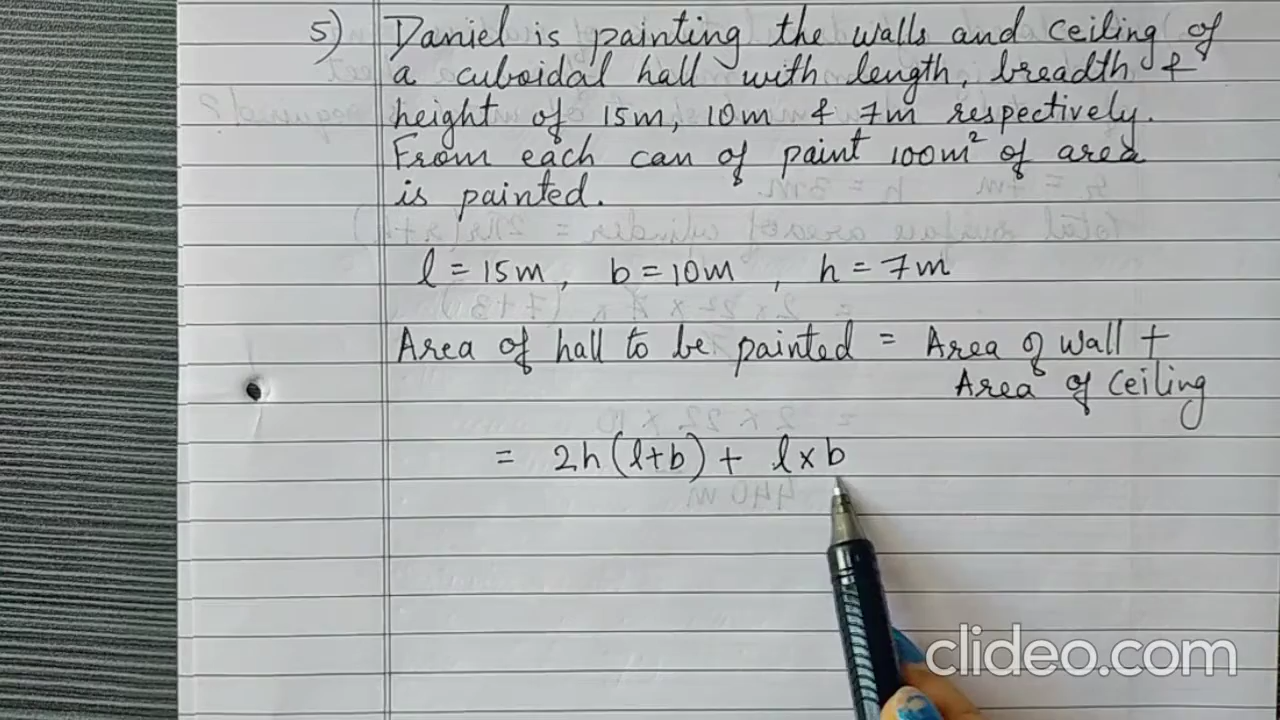 5) Daniel is painting the walls and ceiling of
a cuboidal hall with length, breadth &
height of 15m, 10m & 7m respectively.
From each can of paint 100m² of area
is painted.
l = 15m, b = 10m, h = 7m
Area of hall to be painted = Area of wall +
Area of ceiling
= 2h(l+b) + l×b
clideo.com